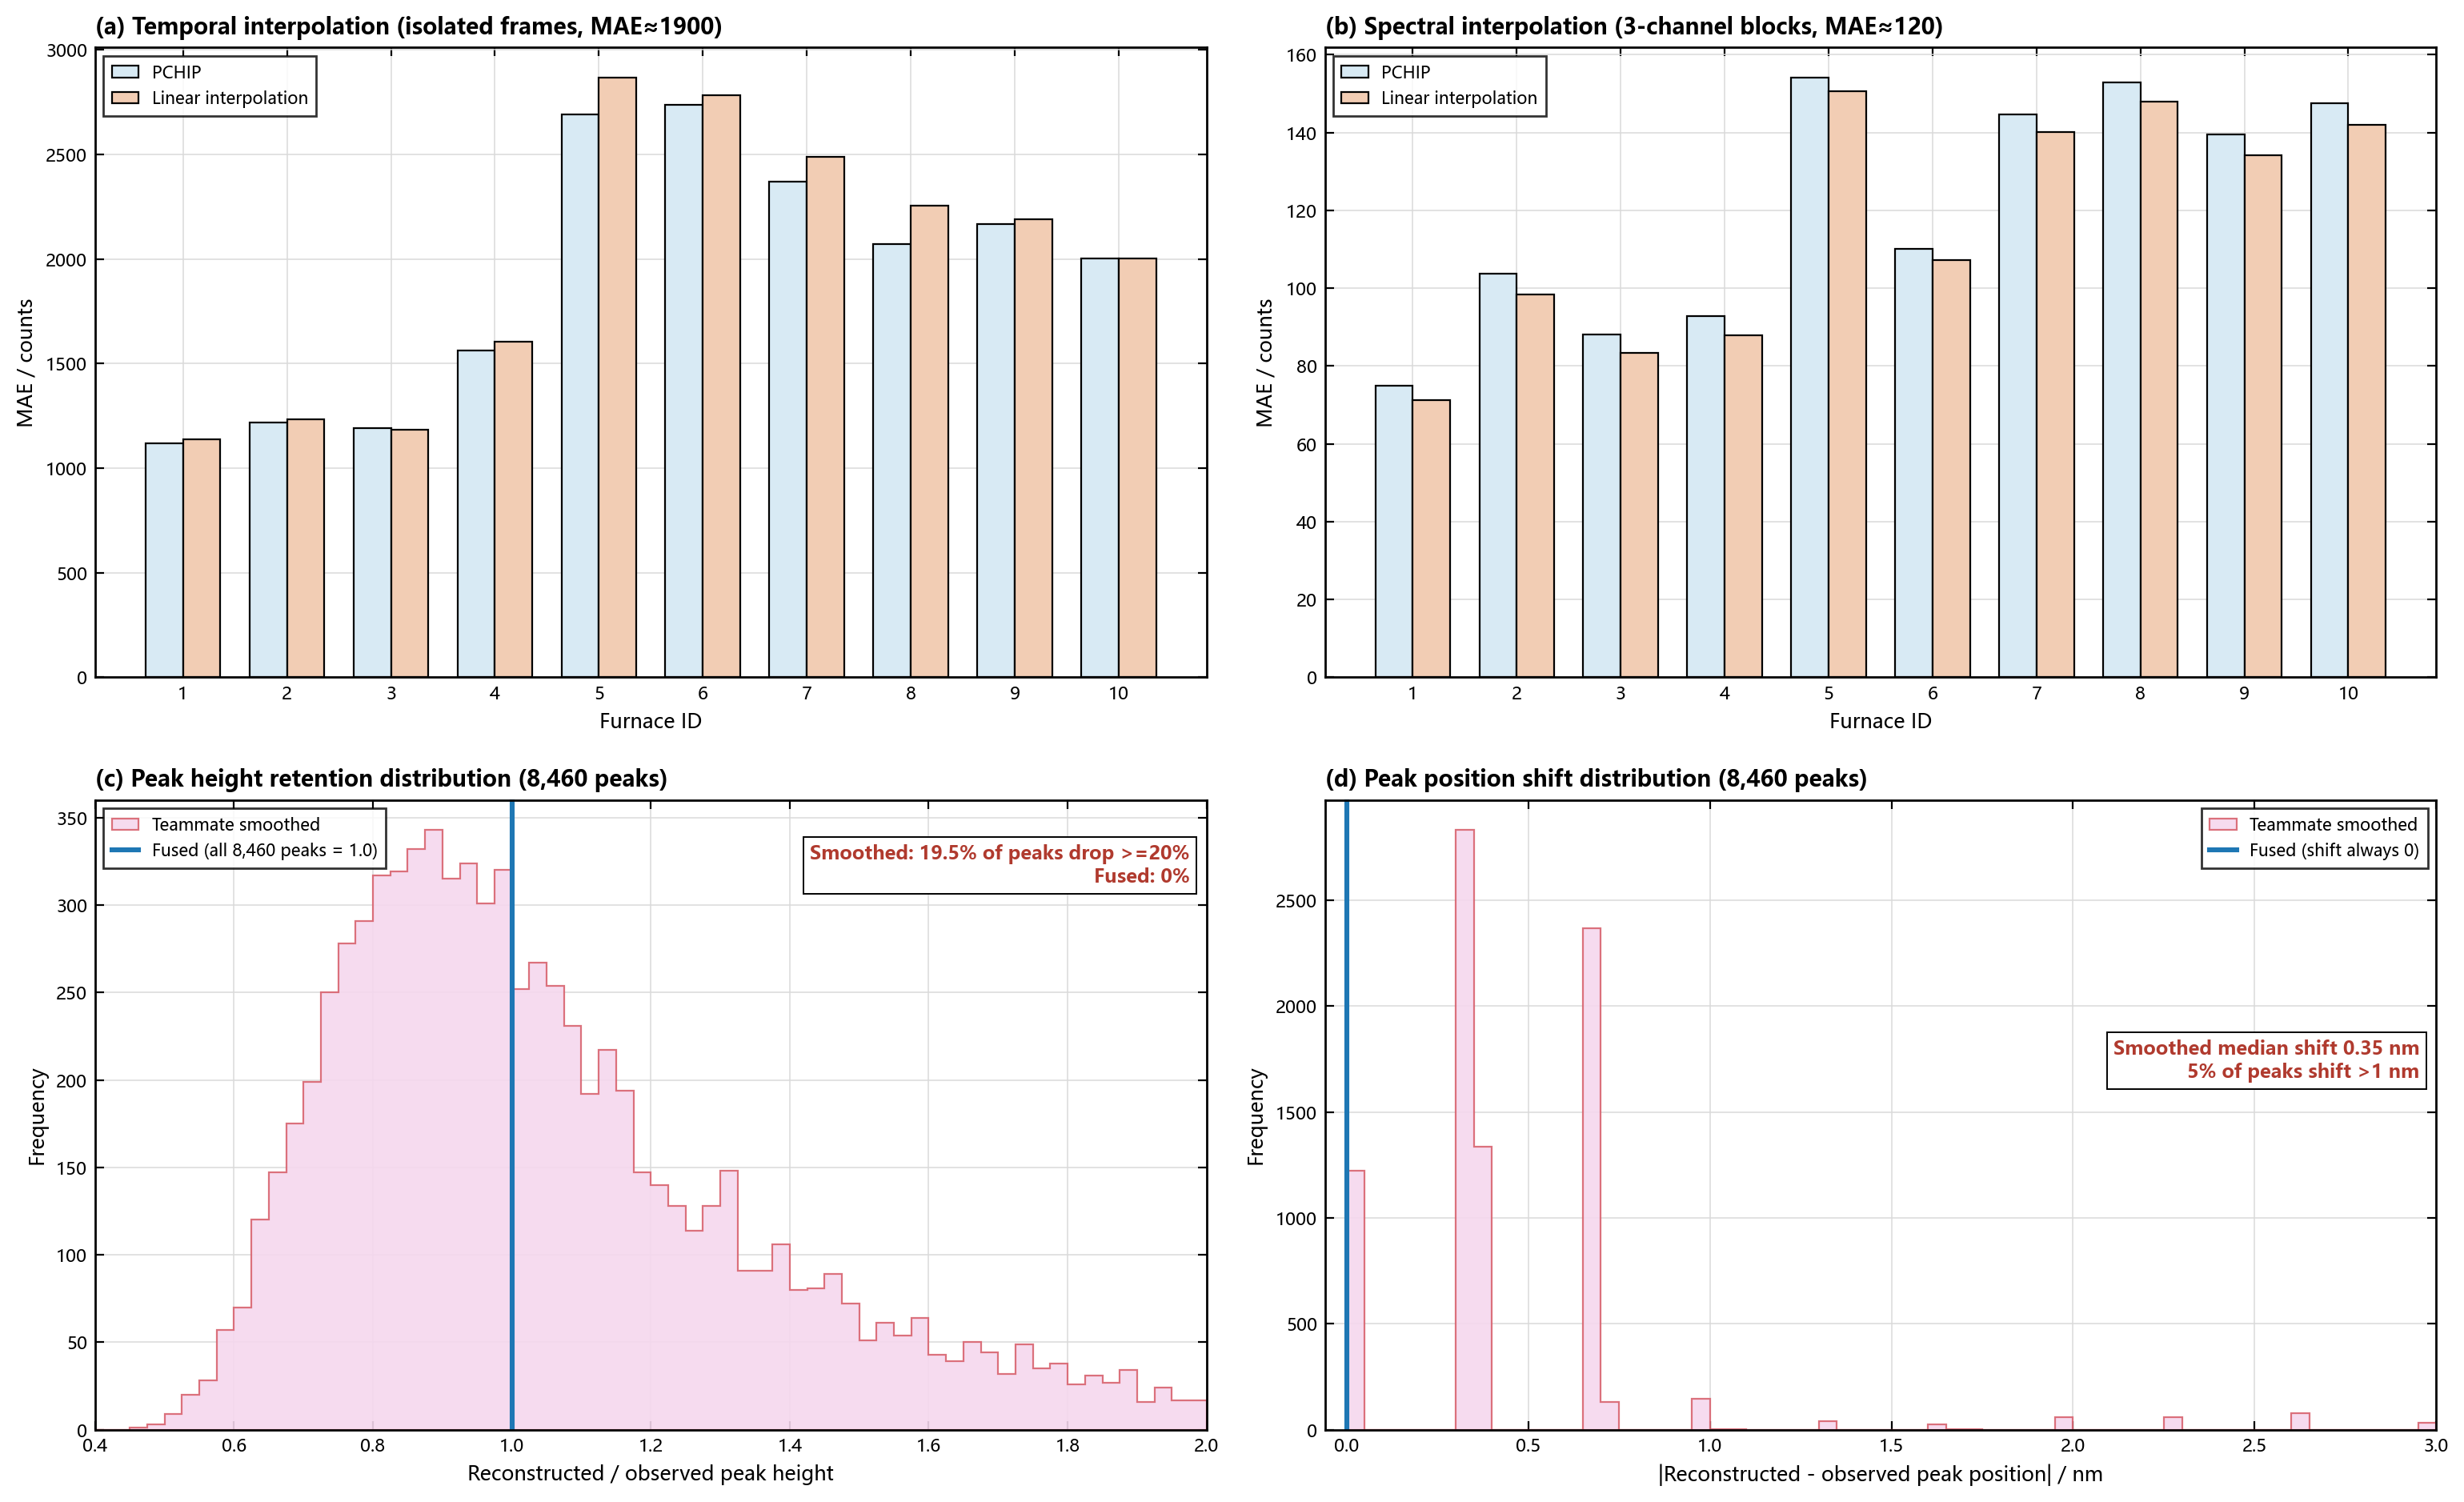 (a) Temporal interpolation (isolated frames, MAE≈1900)
PCHIP
Linear interpolation
3000
2500
2000
1500
1000
500
0
MAE / counts
1 2 3 4 5 6 7 8 9 10
Furnace ID
(b) Spectral interpolation (3-channel blocks, MAE≈120)
PCHIP
Linear interpolation
160
140
120
100
80
60
40
20
0
MAE / counts
1 2 3 4 5 6 7 8 9 10
Furnace ID
(c) Peak height retention distribution (8,460 peaks)
Teammate smoothed
Fused (all 8,460 peaks = 1.0)
Smoothed: 19.5% of peaks drop >=20%
Fused: 0%
350
300
250
200
150
100
50
0
Frequency
0.4 0.6 0.8 1.0 1.2 1.4 1.6 1.8 2.0
Reconstructed / observed peak height
(d) Peak position shift distribution (8,460 peaks)
Teammate smoothed
Fused (shift always 0)
Smoothed median shift 0.35 nm
5% of peaks shift >1 nm
2500
2000
1500
1000
500
0
Frequency
0.0 0.5 1.0 1.5 2.0 2.5 3.0
|Reconstructed - observed peak position| / nm